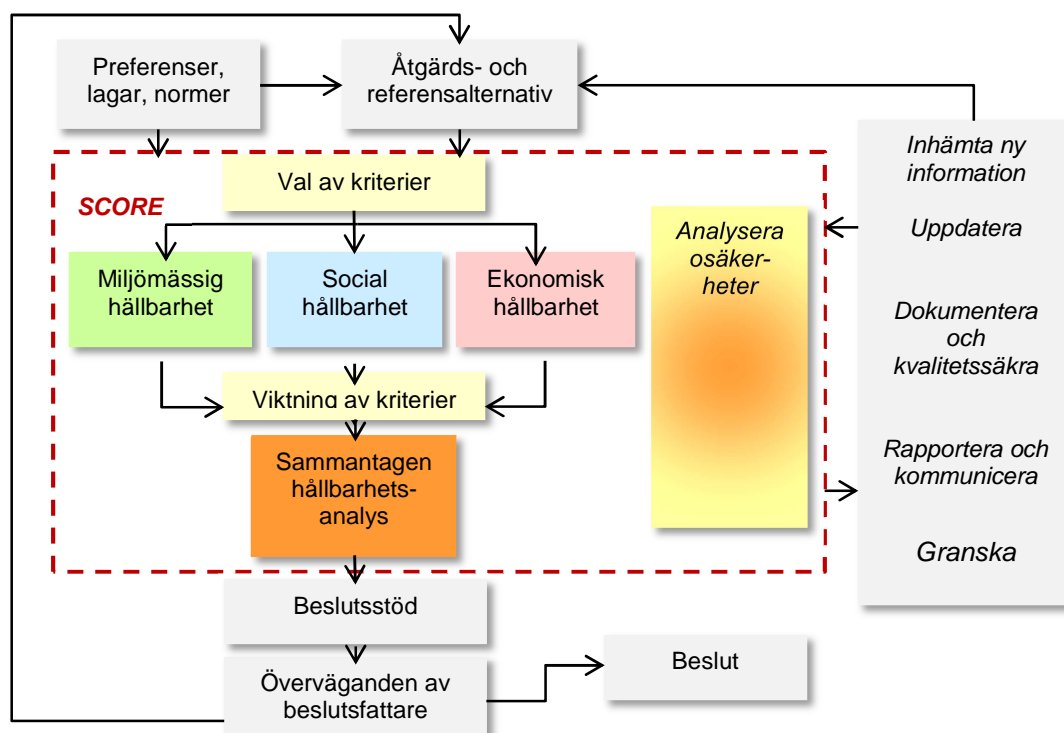 Preferenser,
lagar, normer
Åtgärds- och
referensalternativ
SCORE
Val av kriterier
Miljömässig
hällbarhet
Social
hållbarhet
Ekonomisk
hållbarhet
Viktning av kriterier
Sammantagen
hållbarhets-
analys
Analysera
osäker-
heter
Inhämta ny
information
Uppdatera
Dokumentera
och
kvalitetssäkra
Rapportera och
kommunicera
Granska
Beslutsstöd
Överväganden av
beslutsfattare
Beslut